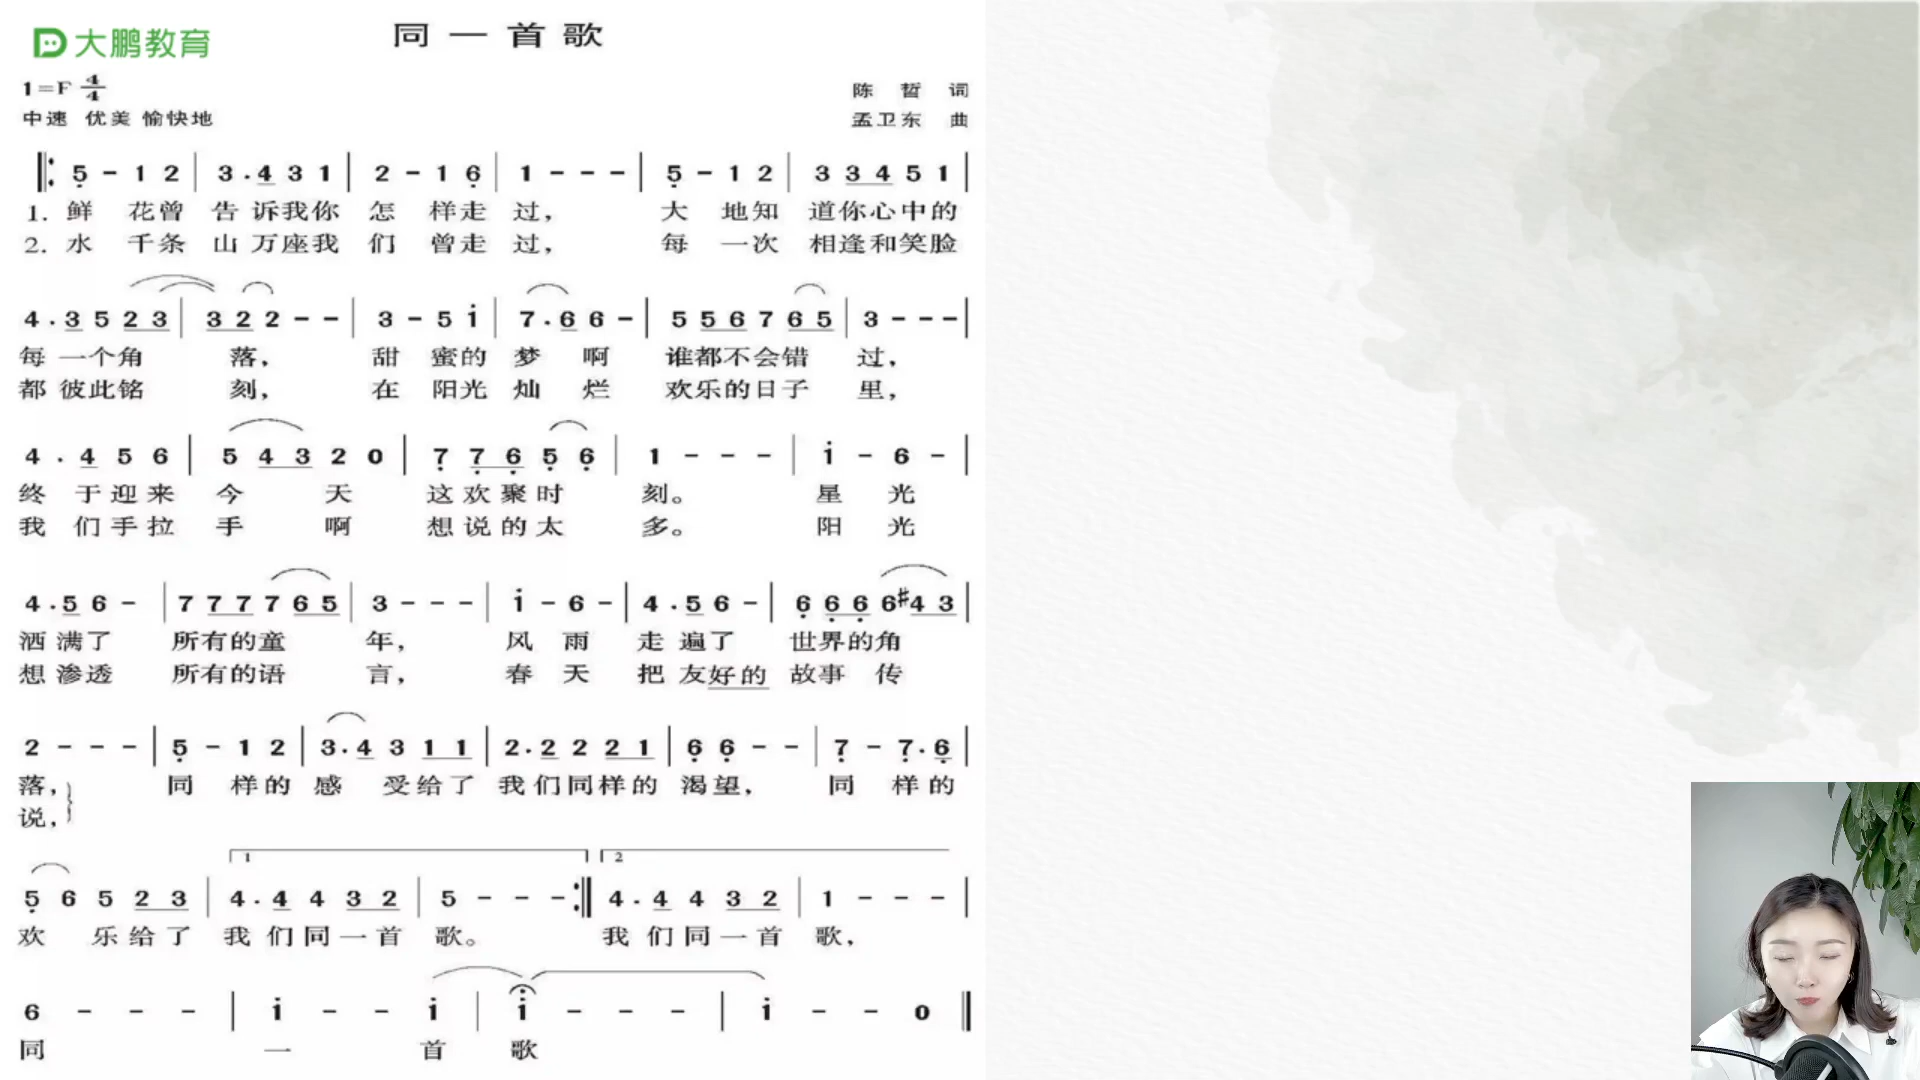 大鹏教育
同一首歌
1=F 4/4
陈哲 词
中速 优美 愉快地
孟卫东 曲
5 - 1 2 | 3 · 4 3 1 | 2 - 1 6 | 1 - - - | 5 - 1 2 | 3 3 4 5 1 |
1. 鲜 花曾 告 诉我你 怎 样走 过， 大 地知 道你心中的
2. 水 千条 山 万座我 们 曾走 过， 每 一次 相逢和笑脸
4 · 3 5 2 3 | 3 2 2 - - | 3 - 5 i | 7 · 6 6 - | 5 5 6 7 6 5 | 3 - - - |
每 一个角 落， 甜 蜜的 梦 啊 谁都不会错 过，
都 彼此铭 刻， 在 阳光 灿 烂 欢乐的日子 里，
4 · 4 5 6 | 5 4 3 2 0 | 7 7 6 5 6 | 1 - - - | i - 6 - |
终 于迎来 今 天 这欢聚时 刻。 星 光
我 们手拉 手 啊 想说的太 多。 阳 光
4 · 5 6 - | 7 7 7 7 6 5 | 3 - - - | i - 6 - | 4 · 5 6 - | 6 6 6 6 #4 3 |
洒 满了 所有的童 年， 风 雨 走 遍了 世界的角
想 渗透 所有的语 言， 春 天 把 友好的 故事 传
2 - - - | 5 - 1 2 | 3 · 4 3 1 1 | 2 · 2 2 2 1 | 6 6 - - | 7 - 7 · 6 |
落， 同 样的 感 受给了 我们同样的 渴望， 同 样的
说，
1 2
5 6 5 2 3 | 4 · 4 4 3 2 | 5 - - - :‖ 4 · 4 4 3 2 | 1 - - - |
欢 乐给了 我 们同一首 歌。 我 们同一首 歌，
6 - - - | i - - i | i - - - | i - - 0 ‖
同 一 首 歌